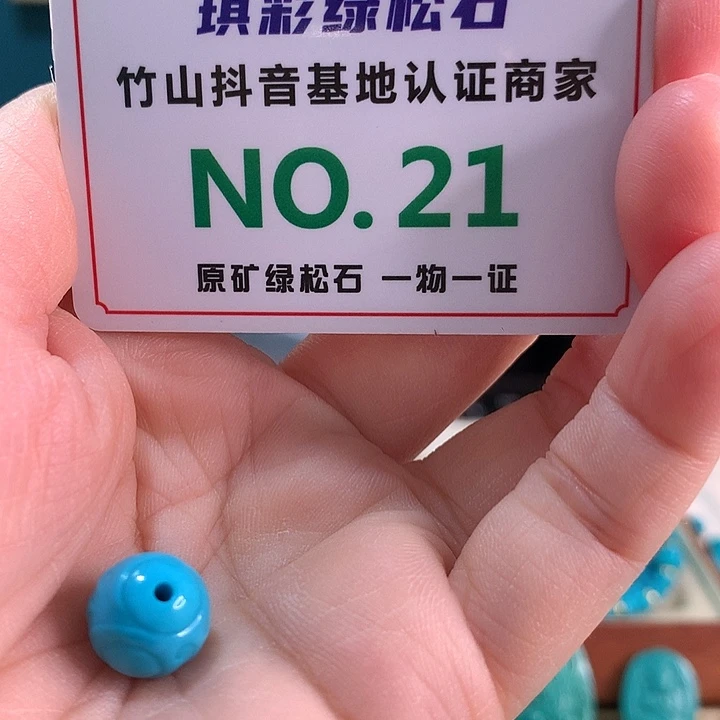 琪彩绿松石
竹山抖音基地认证商家
NO.21
原矿绿松石 一物一证